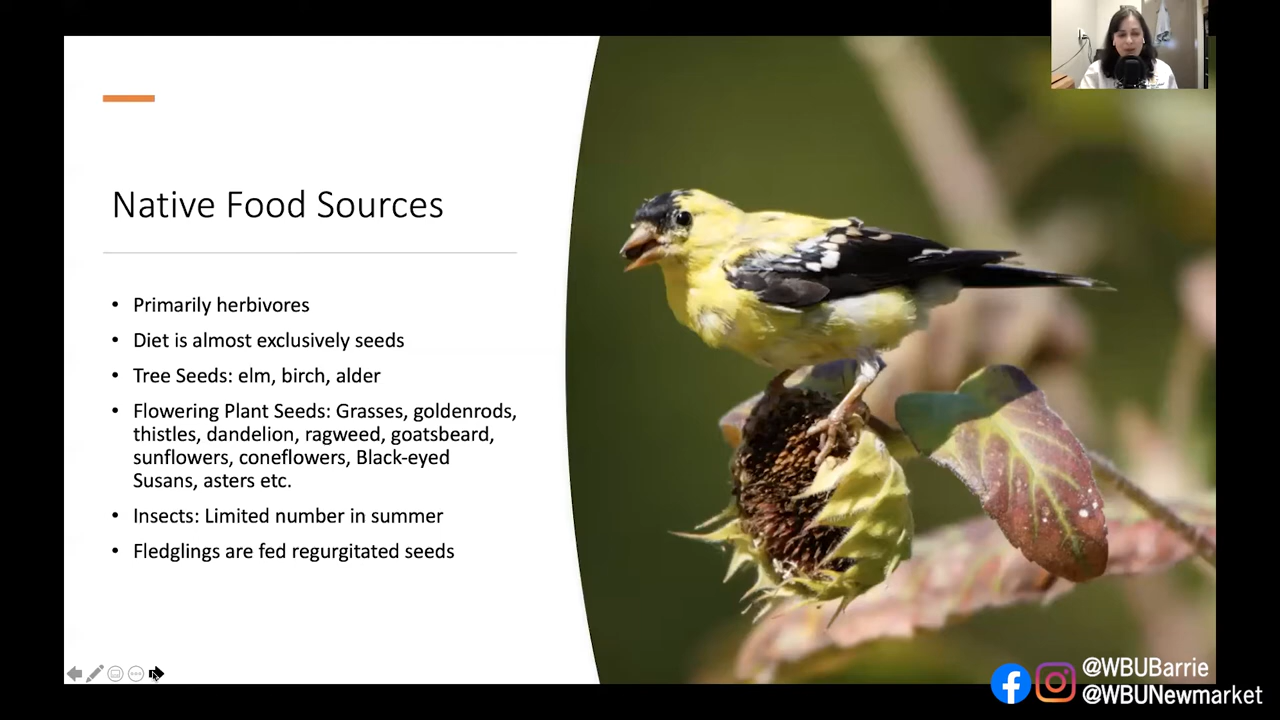 Native Food Sources
• Primarily herbivores
• Diet is almost exclusively seeds
• Tree Seeds: elm, birch, alder
• Flowering Plant Seeds: Grasses, goldenrods,
thistles, dandelion, ragweed, goatsbeard,
sunflowers, coneflowers, Black-eyed
Susans, asters etc.
• Insects: Limited number in summer
• Fledglings are fed regurgitated seeds
@WBUBarrie
@WBUNewmarket